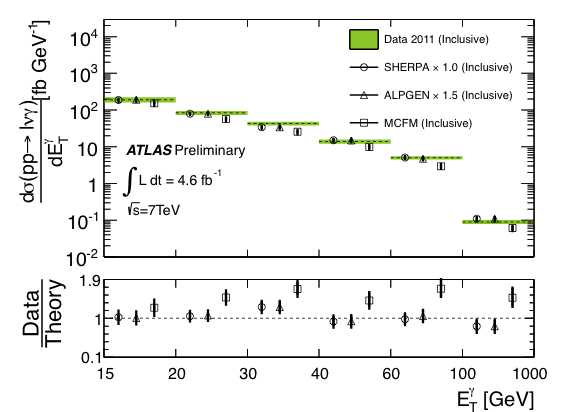 dσ(pp→ lνγ)
dE_T^γ
[fb GeV⁻¹]
10⁴
10³
10²
10
1
10⁻¹
10⁻²
Data 2011 (Inclusive)
SHERPA × 1.0 (Inclusive)
ALPGEN × 1.5 (Inclusive)
MCFM (Inclusive)
ATLAS Preliminary
∫ L dt = 4.6 fb⁻¹
√s=7TeV
Data
Theory
1.9
1
0.1
15 20 30 40 60 100 1000
E_T^γ [GeV]